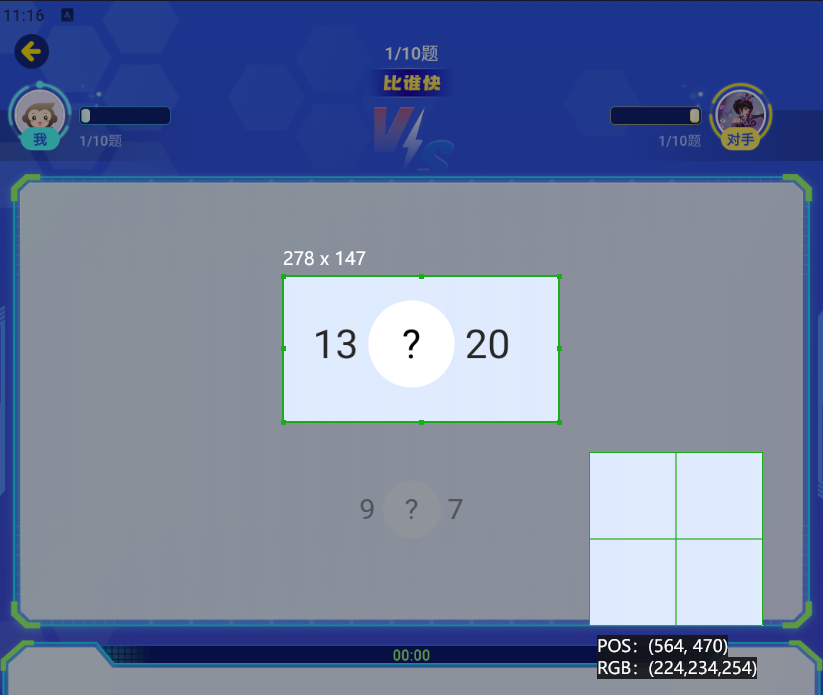 11:16 A
1/10题
比谁快
VS
我
1/10题
1/10题
对手
278 x 147
13 ? 20
9 ? 7
00:00
POS: (564, 470)
RGB: (224,234,254)